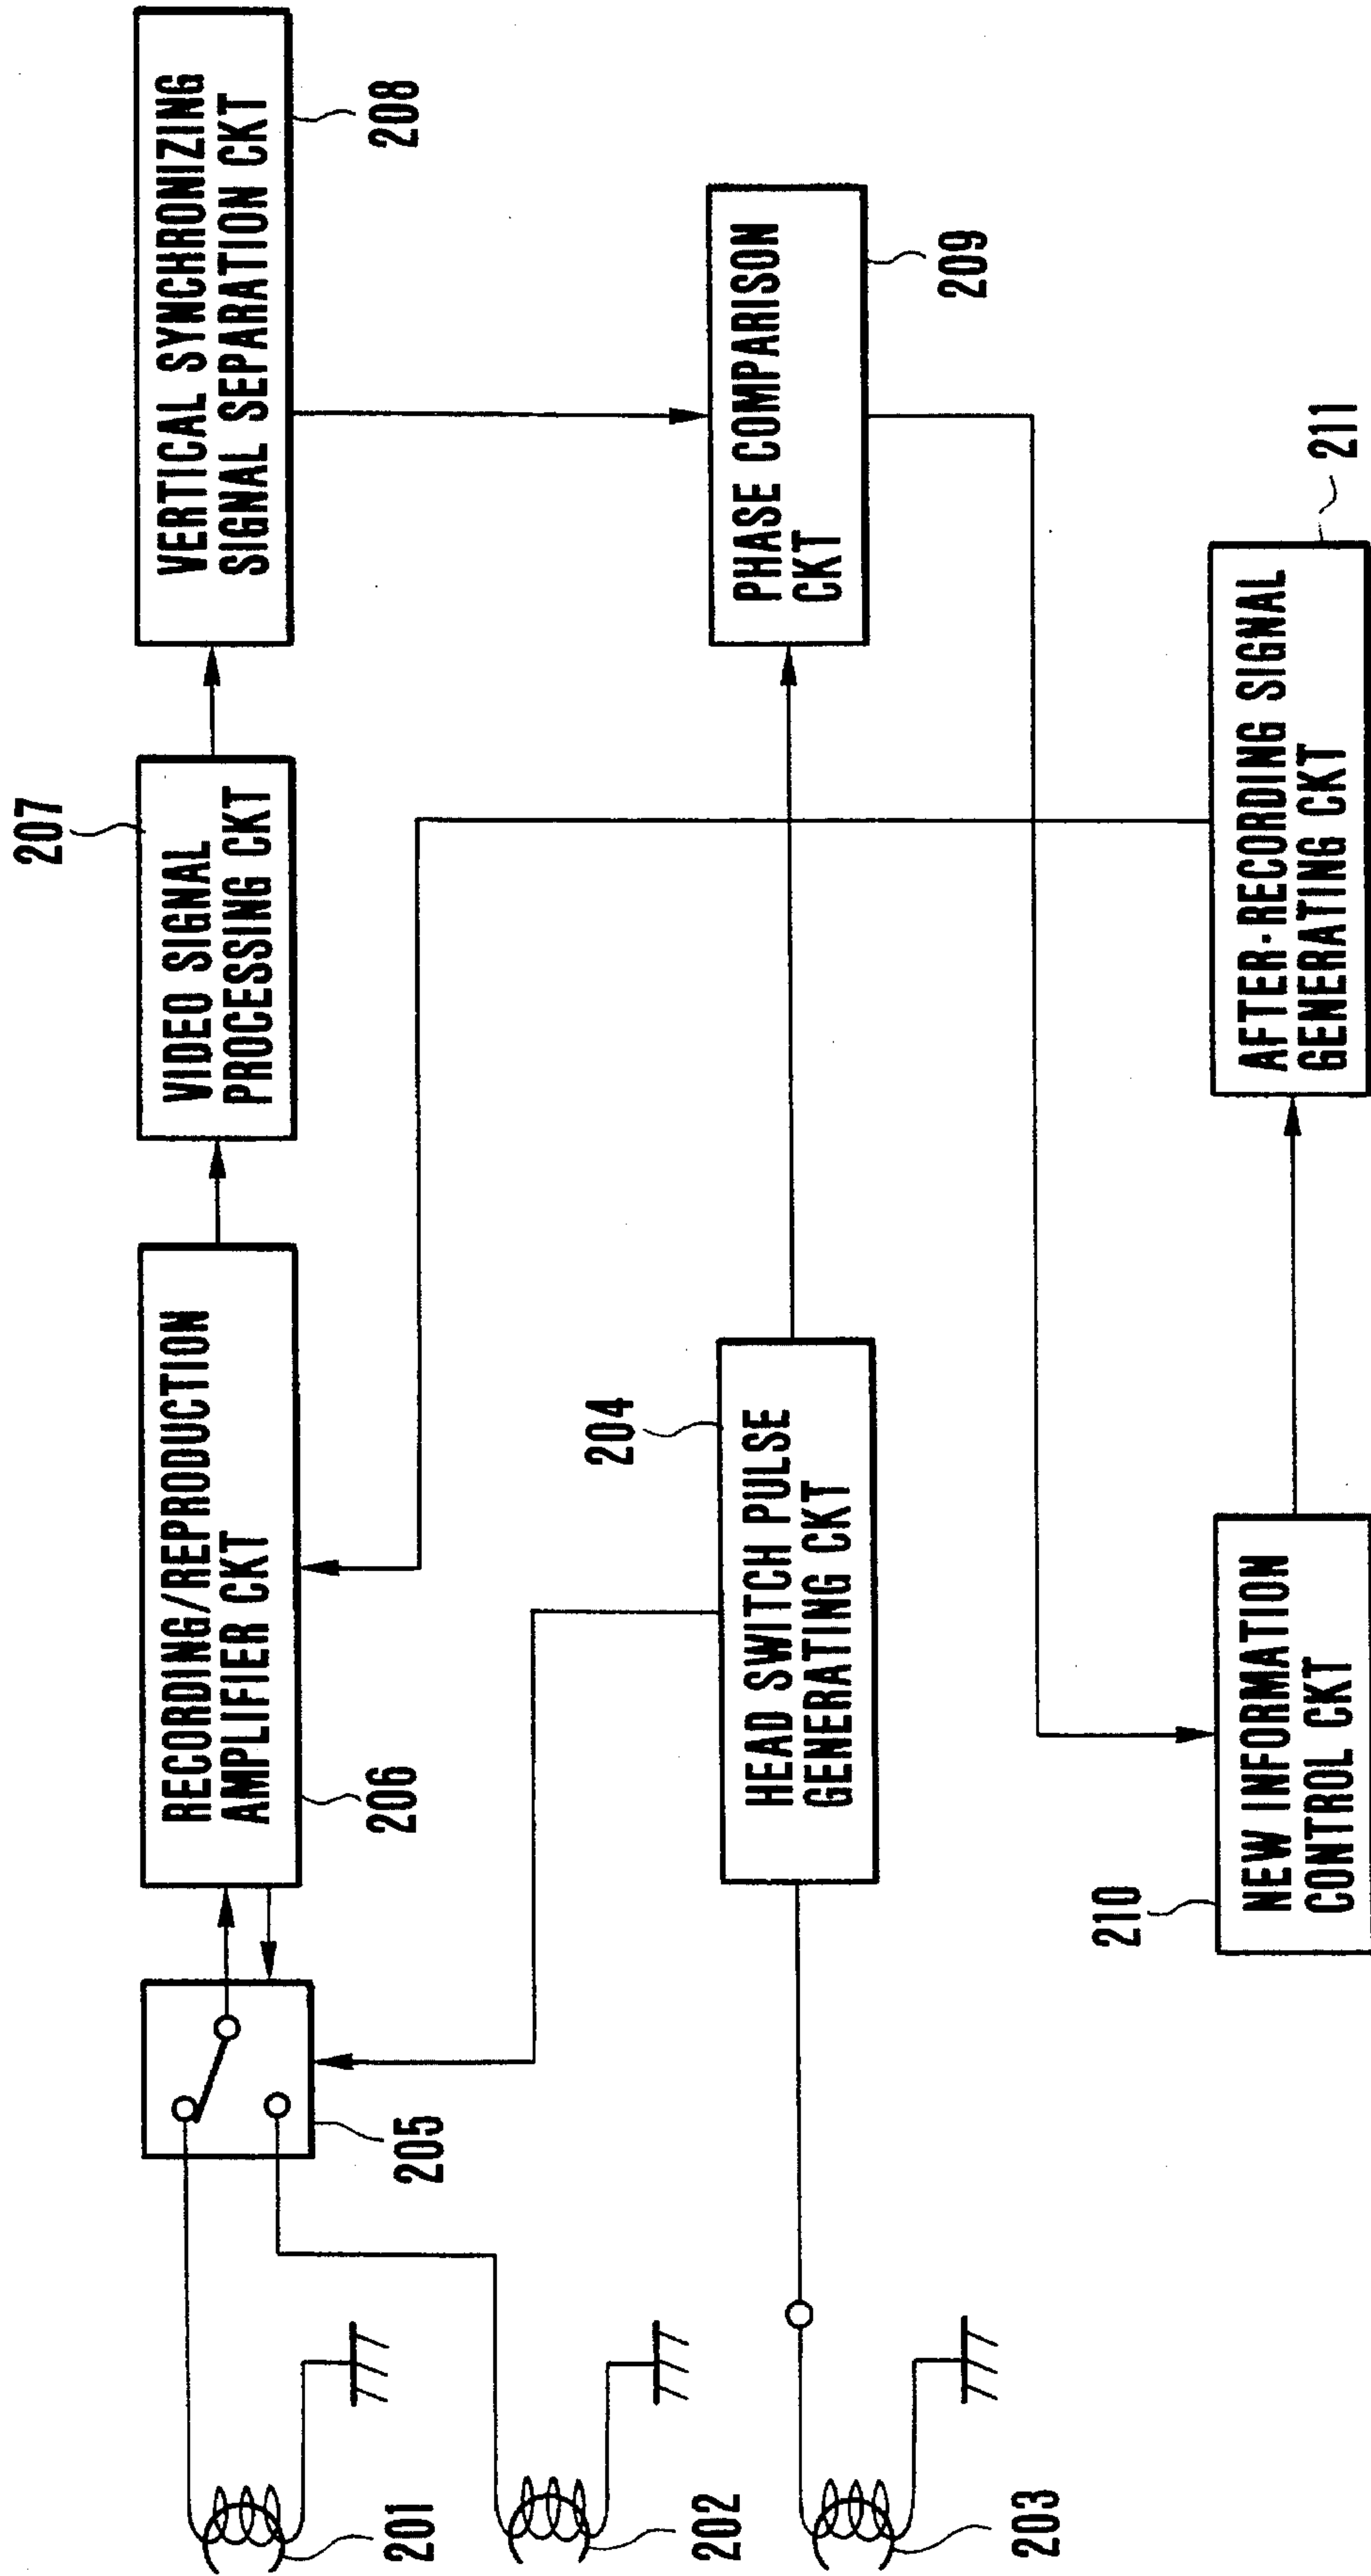 207
VIDEO SIGNAL
PROCESSING CKT
VERTICAL SYNCHRONIZING
SIGNAL SEPARATION CKT
208
RECORDING/REPRODUCTION
AMPLIFIER CKT
206
205
201
202
204
HEAD SWITCH PULSE
GENERATING CKT
PHASE COMPARISON
CKT
209
203
210
NEW INFORMATION
CONTROL CKT
AFTER-RECORDING SIGNAL
GENERATING CKT
211